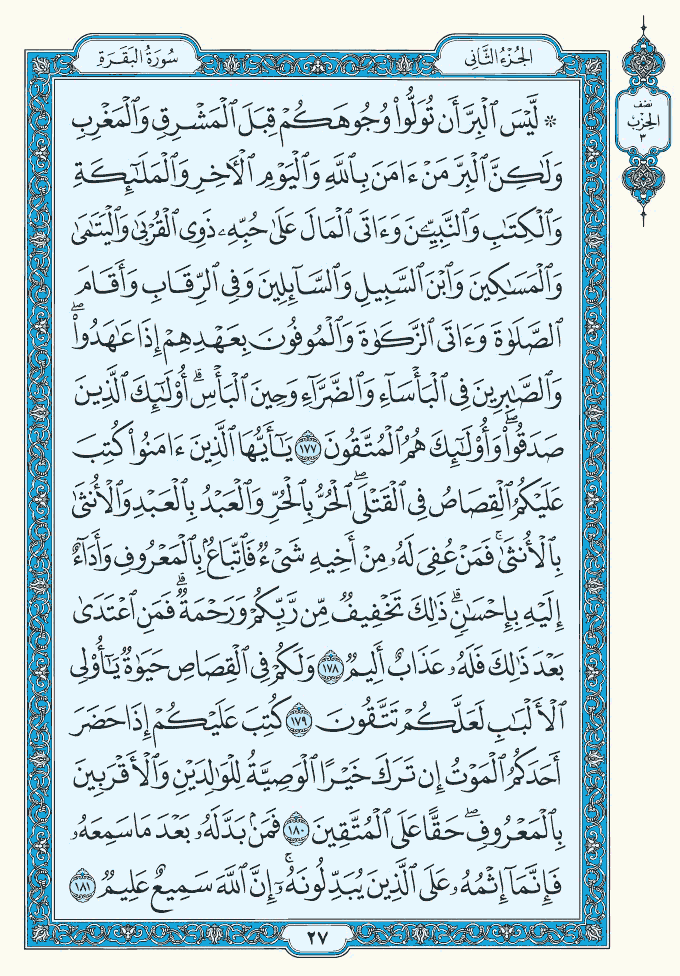 الجُزْءُ الثَّانِي
سُورَةُ البَقَرَةِ
نصف
الحِزْب
٣
۞ لَّيْسَ ٱلْبِرَّ أَن تُوَلُّوا۟ وُجُوهَكُمْ قِبَلَ ٱلْمَشْرِقِ وَٱلْمَغْرِبِ
وَلَـٰكِنَّ ٱلْبِرَّ مَنْ ءَامَنَ بِٱللَّهِ وَٱلْيَوْمِ ٱلْـَٔاخِرِ وَٱلْمَلَـٰٓئِكَةِ
وَٱلْكِتَـٰبِ وَٱلنَّبِيِّـۧنَ وَءَاتَى ٱلْمَالَ عَلَىٰ حُبِّهِۦ ذَوِى ٱلْقُرْبَىٰ وَٱلْيَتَـٰمَىٰ
وَٱلْمَسَـٰكِينَ وَٱبْنَ ٱلسَّبِيلِ وَٱلسَّآئِلِينَ وَفِى ٱلرِّقَابِ وَأَقَامَ
ٱلصَّلَوٰةَ وَءَاتَى ٱلزَّكَوٰةَ وَٱلْمُوفُونَ بِعَهْدِهِمْ إِذَا عَـٰهَدُوا۟ ۖ
وَٱلصَّـٰبِرِينَ فِى ٱلْبَأْسَآءِ وَٱلضَّرَّآءِ وَحِينَ ٱلْبَأْسِ ۗ أُو۟لَـٰٓئِكَ ٱلَّذِينَ
صَدَقُوا۟ ۖ وَأُو۟لَـٰٓئِكَ هُمُ ٱلْمُتَّقُونَ ١٧٧ يَـٰٓأَيُّهَا ٱلَّذِينَ ءَامَنُوا۟ كُتِبَ
عَلَيْكُمُ ٱلْقِصَاصُ فِى ٱلْقَتْلَى ۖ ٱلْحُرُّ بِٱلْحُرِّ وَٱلْعَبْدُ بِٱلْعَبْدِ وَٱلْأُنثَىٰ
بِٱلْأُنثَىٰ ۚ فَمَنْ عُفِىَ لَهُۥ مِنْ أَخِيهِ شَىْءٌ فَٱتِّبَاعٌۢ بِٱلْمَعْرُوفِ وَأَدَآءٌ
إِلَيْهِ بِإِحْسَـٰنٍ ۗ ذَٰلِكَ تَخْفِيفٌ مِّن رَّبِّكُمْ وَرَحْمَةٌ ۗ فَمَنِ ٱعْتَدَىٰ
بَعْدَ ذَٰلِكَ فَلَهُۥ عَذَابٌ أَلِيمٌ ١٧٨ وَلَكُمْ فِى ٱلْقِصَاصِ حَيَوٰةٌ يَـٰٓأُو۟لِى
ٱلْأَلْبَـٰبِ لَعَلَّكُمْ تَتَّقُونَ ١٧٩ كُتِبَ عَلَيْكُمْ إِذَا حَضَرَ
أَحَدَكُمُ ٱلْمَوْتُ إِن تَرَكَ خَيْرًا ٱلْوَصِيَّةُ لِلْوَٰلِدَيْنِ وَٱلْأَقْرَبِينَ
بِٱلْمَعْرُوفِ ۖ حَقًّا عَلَى ٱلْمُتَّقِينَ ١٨٠ فَمَنۢ بَدَّلَهُۥ بَعْدَ مَا سَمِعَهُۥ
فَإِنَّمَآ إِثْمُهُۥ عَلَى ٱلَّذِينَ يُبَدِّلُونَهُۥٓ ۚ إِنَّ ٱللَّهَ سَمِيعٌ عَلِيمٌ ١٨١
٢٧